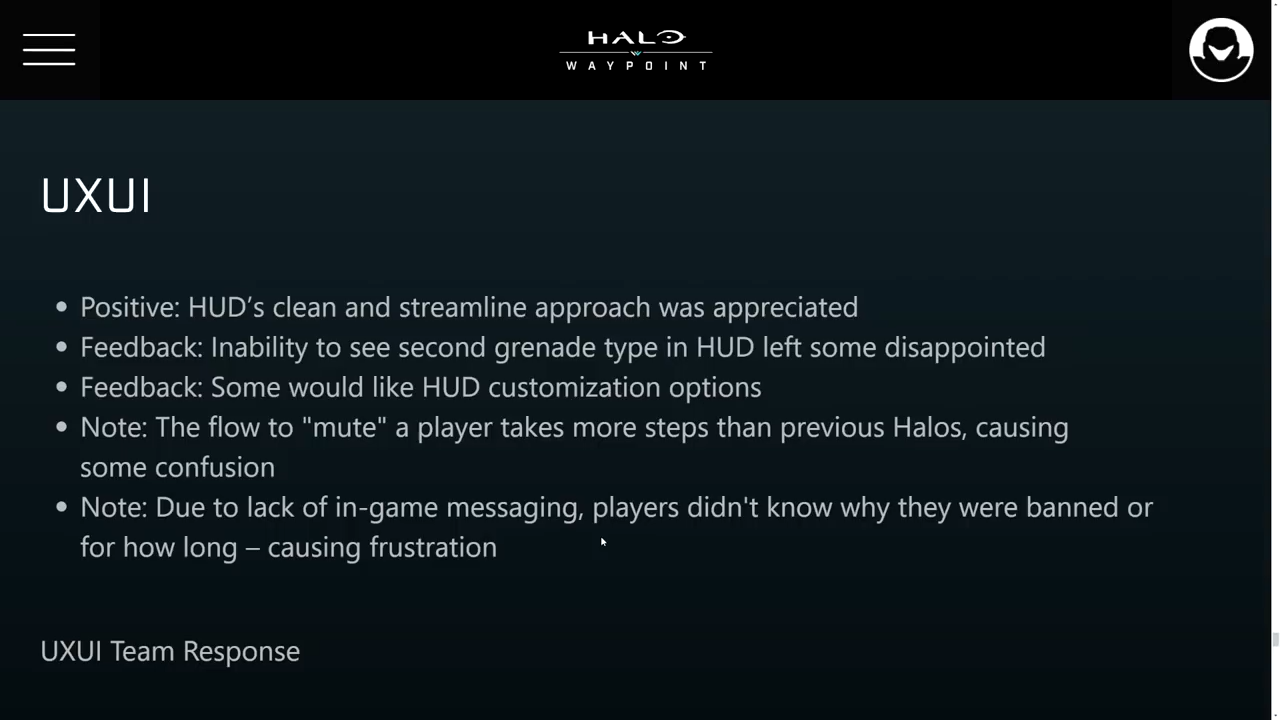 HALO
WAYPOINT
UXUI
• Positive: HUD’s clean and streamline approach was appreciated
• Feedback: Inability to see second grenade type in HUD left some disappointed
• Feedback: Some would like HUD customization options
• Note: The flow to "mute" a player takes more steps than previous Halos, causing
some confusion
• Note: Due to lack of in-game messaging, players didn't know why they were banned or
for how long – causing frustration
UXUI Team Response